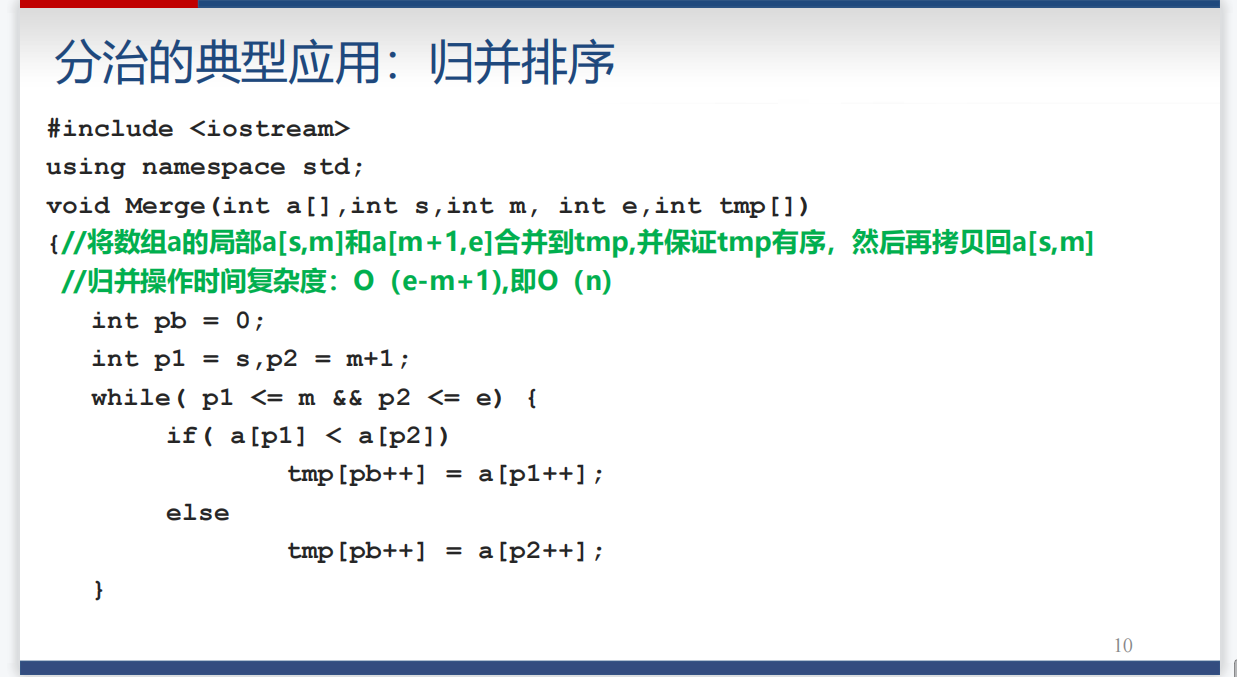 分治的典型应用：归并排序
#include <iostream>
using namespace std;
void Merge(int a[],int s,int m, int e,int tmp[])
{//将数组a的局部a[s,m]和a[m+1,e]合并到tmp,并保证tmp有序，然后再拷贝回a[s,m]
//归并操作时间复杂度：O（e-m+1),即O（n)
int pb = 0;
int p1 = s,p2 = m+1;
while( p1 <= m && p2 <= e) {
if( a[p1] < a[p2])
tmp[pb++] = a[p1++];
else
tmp[pb++] = a[p2++];
}
10